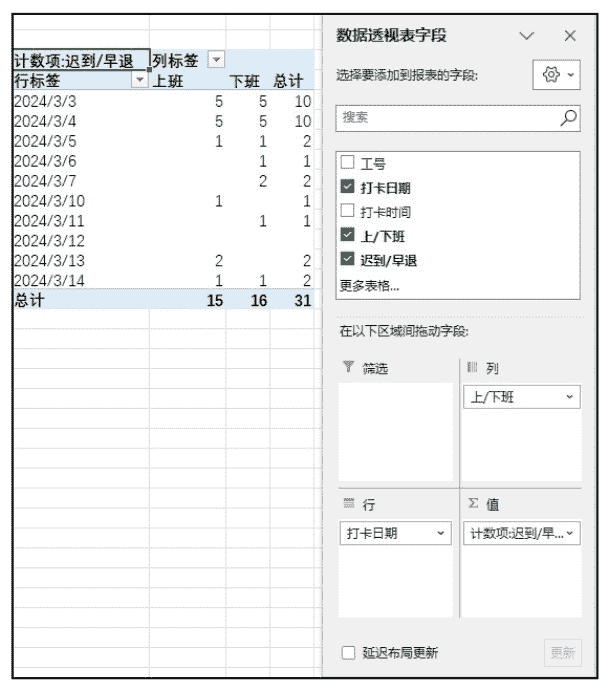 计数项:迟到/早退 列标签
行标签 上班 下班 总计
2024/3/3 5 5 10
2024/3/4 5 5 10
2024/3/5 1 1 2
2024/3/6 1 1
2024/3/7 2 2
2024/3/10 1 1
2024/3/11 1 1
2024/3/12
2024/3/13 2 2
2024/3/14 1 1 2
总计 15 16 31
数据透视表字段
选择要添加到报表的字段:
搜索
工号
打卡日期
打卡时间
上/下班
迟到/早退
更多表格...
在以下区域间拖动字段:
筛选
列
上/下班
行
打卡日期
Σ 值
计数项:迟到/早...
延迟布局更新
更新